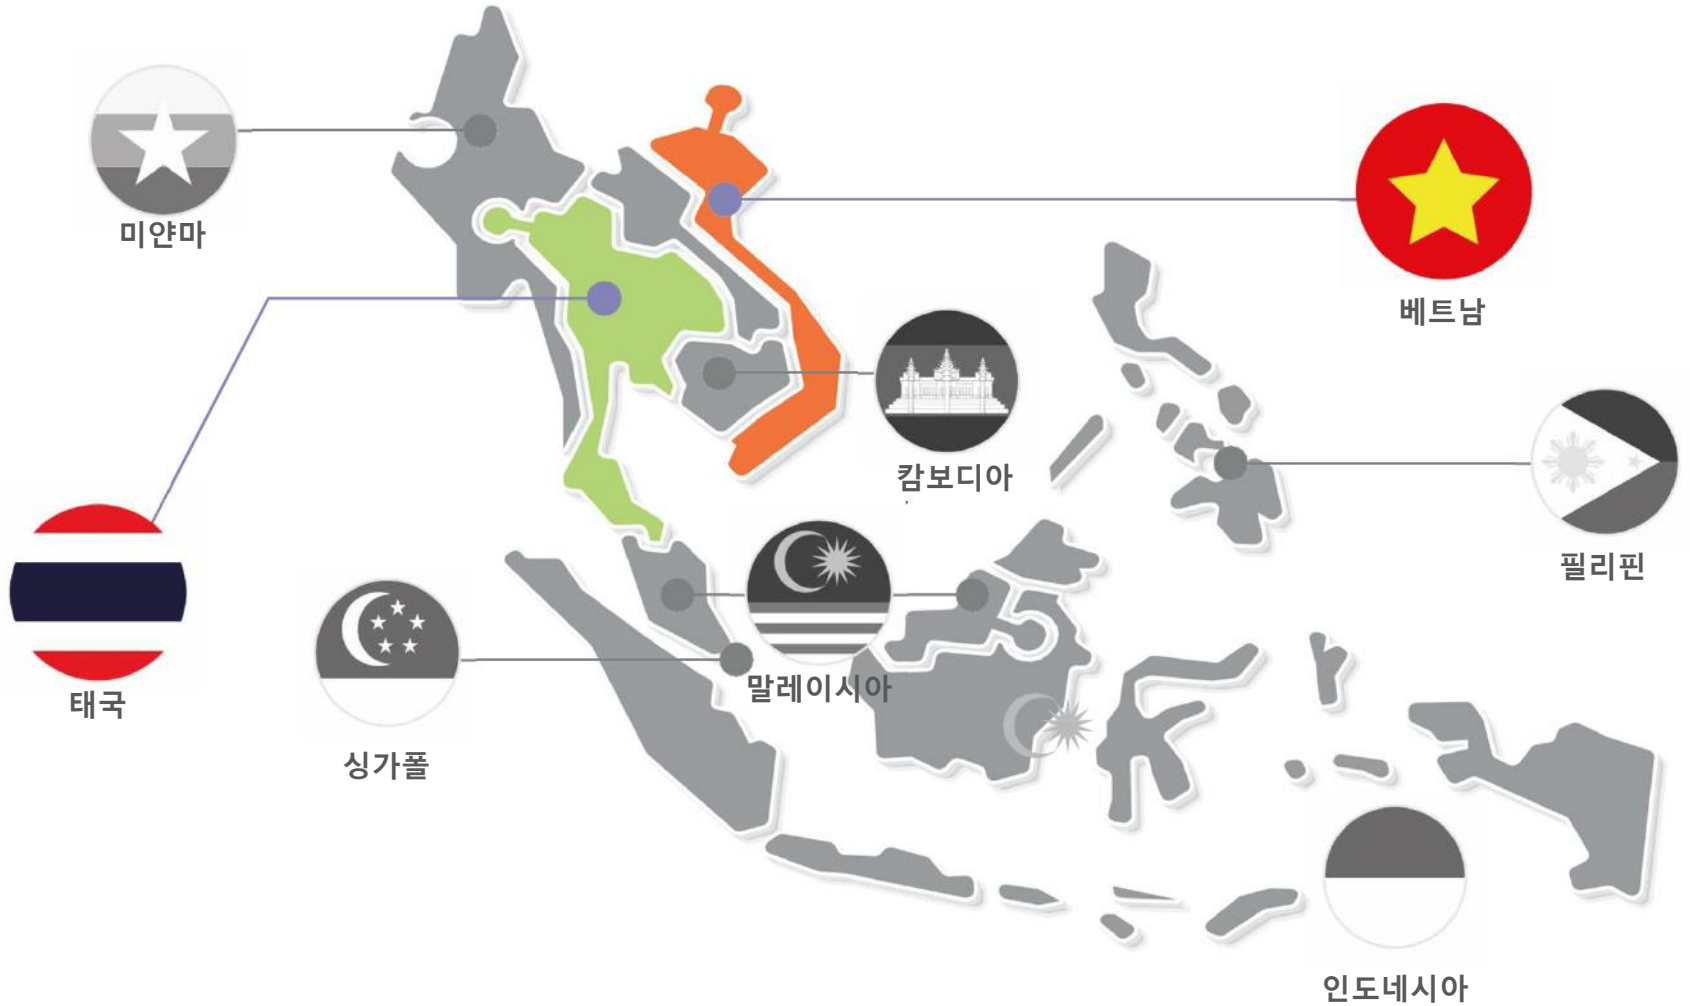 미얀마
베트남
캄보디아
필리핀
태국
말레이시아
싱가폴
인도네시아